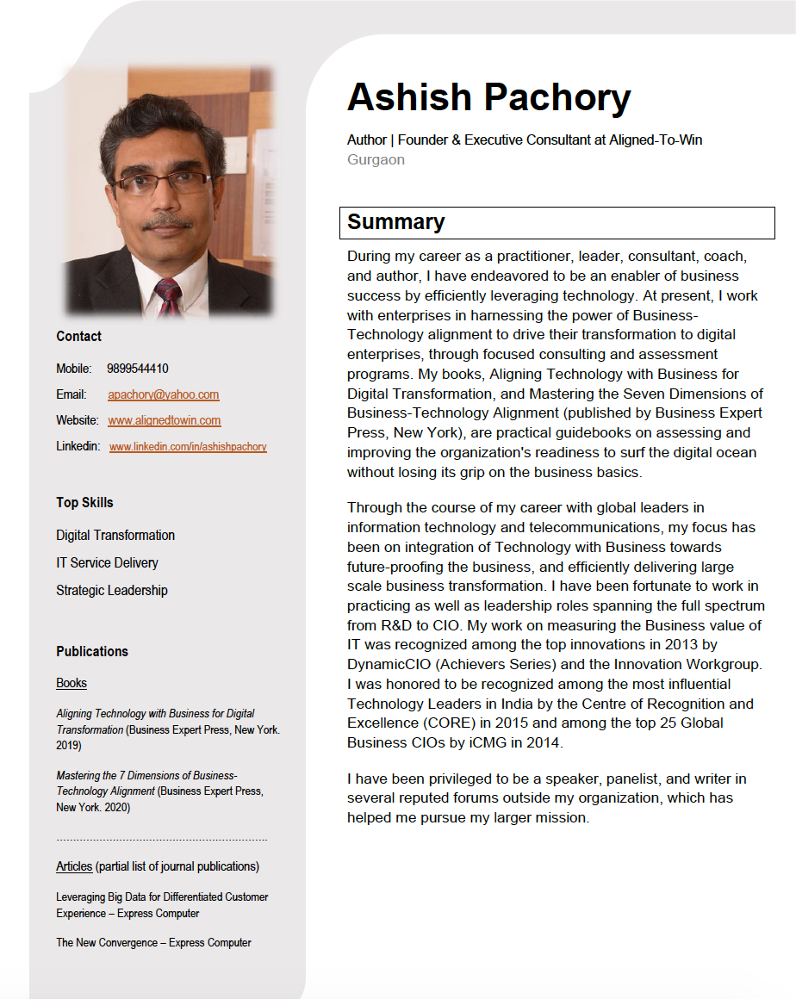 Ashish Pachory
Author | Founder & Executive Consultant at Aligned-To-Win
Gurgaon
Contact
Mobile: 9899544410
Email: apachory@yahoo.com
Website: www.alignedtowin.com
Linkedin: www.linkedin.com/in/ashishpachory
Top Skills
Digital Transformation
IT Service Delivery
Strategic Leadership
Publications
Books
Aligning Technology with Business for Digital
Transformation (Business Expert Press, New York.
2019)
Mastering the 7 Dimensions of Business-
Technology Alignment (Business Expert Press,
New York. 2020)
................................................................
Articles (partial list of journal publications)
Leveraging Big Data for Differentiated Customer
Experience – Express Computer
The New Convergence – Express Computer
Summary
During my career as a practitioner, leader, consultant, coach,
and author, I have endeavored to be an enabler of business
success by efficiently leveraging technology. At present, I work
with enterprises in harnessing the power of Business-
Technology alignment to drive their transformation to digital
enterprises, through focused consulting and assessment
programs. My books, Aligning Technology with Business for
Digital Transformation, and Mastering the Seven Dimensions of
Business-Technology Alignment (published by Business Expert
Press, New York), are practical guidebooks on assessing and
improving the organization's readiness to surf the digital ocean
without losing its grip on the business basics.
Through the course of my career with global leaders in
information technology and telecommunications, my focus has
been on integration of Technology with Business towards
future-proofing the business, and efficiently delivering large
scale business transformation. I have been fortunate to work in
practicing as well as leadership roles spanning the full spectrum
from R&D to CIO. My work on measuring the Business value of
IT was recognized among the top innovations in 2013 by
DynamicCIO (Achievers Series) and the Innovation Workgroup.
I was honored to be recognized among the most influential
Technology Leaders in India by the Centre of Recognition and
Excellence (CORE) in 2015 and among the top 25 Global
Business CIOs by iCMG in 2014.
I have been privileged to be a speaker, panelist, and writer in
several reputed forums outside my organization, which has
helped me pursue my larger mission.